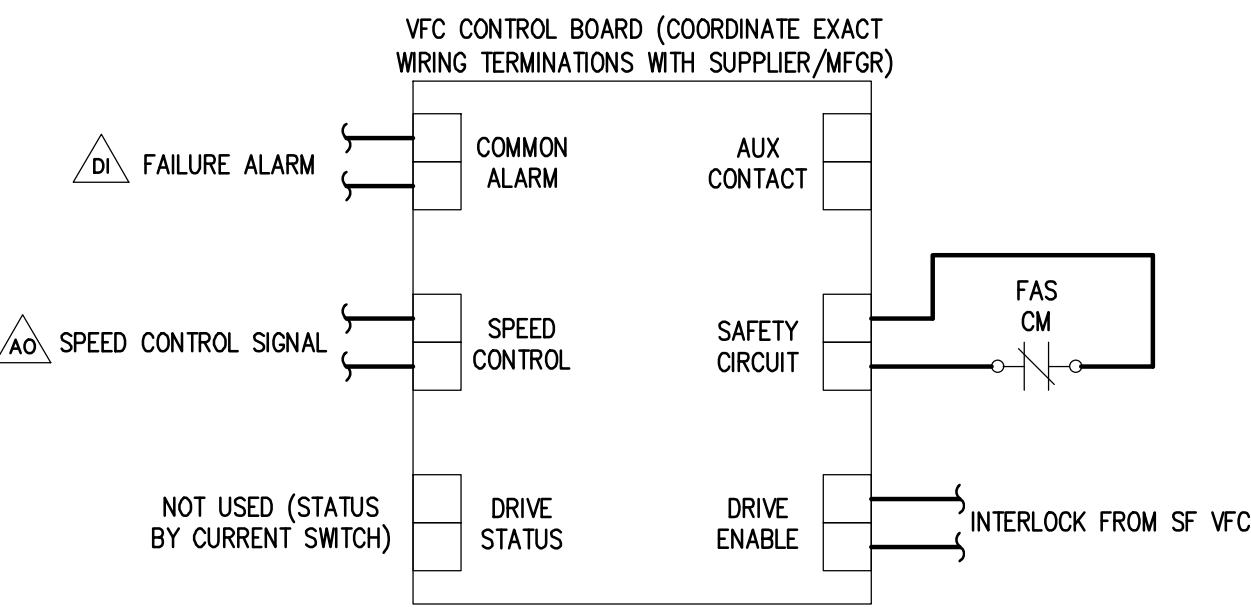 VFC CONTROL BOARD (COORDINATE EXACT
WIRING TERMINATIONS WITH SUPPLIER/MFGR)
DI
FAILURE ALARM
COMMON
ALARM
AUX
CONTACT
AO
SPEED CONTROL SIGNAL
SPEED
CONTROL
SAFETY
CIRCUIT
FAS
CM
NOT USED (STATUS
BY CURRENT SWITCH)
DRIVE
STATUS
DRIVE
ENABLE
INTERLOCK FROM SF VFC